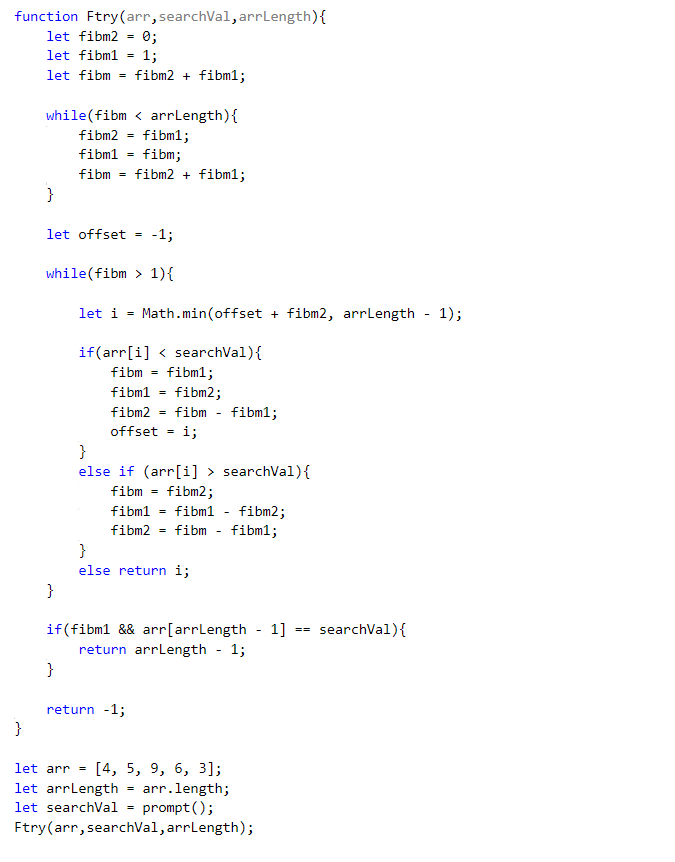 function Ftry(arr,searchVal,arrLength){
    let fibm2 = 0;
    let fibm1 = 1;
    let fibm = fibm2 + fibm1;

    while(fibm < arrLength){
        fibm2 = fibm1;
        fibm1 = fibm;
        fibm = fibm2 + fibm1;
    }

    let offset = -1;

    while(fibm > 1){

        let i = Math.min(offset + fibm2, arrLength - 1);

        if(arr[i] < searchVal){
            fibm = fibm1;
            fibm1 = fibm2;
            fibm2 = fibm - fibm1;
            offset = i;
        }
        else if (arr[i] > searchVal){
            fibm = fibm2;
            fibm1 = fibm1 - fibm2;
            fibm2 = fibm - fibm1;
        }
        else return i;
    }

    if(fibm1 && arr[arrLength - 1] == searchVal){
        return arrLength - 1;
    }

    return -1;
}

let arr = [4, 5, 9, 6, 3];
let arrLength = arr.length;
let searchVal = prompt();
Ftry(arr,searchVal,arrLength);